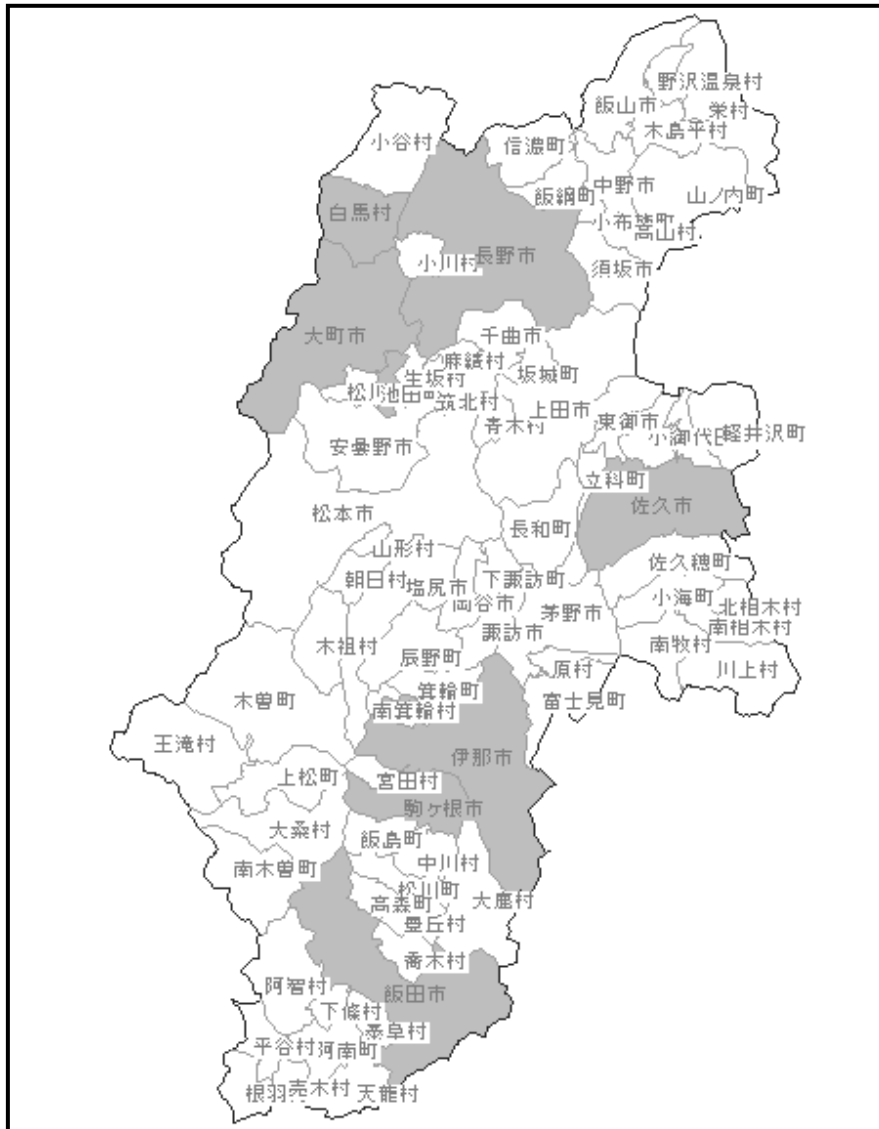 野沢温泉村
飯山市
栄村
木島平村
小谷村
信濃町
飯綱町
中野市
山ノ内町
白馬村
小布施町
高山村
小川村
長野市
須坂市
大町市
千曲市
麻績村
坂城町
生坂村
松川
池田町
筑北村
上田市
青木村
東御市
小
御代田
軽井沢町
安曇野市
立科町
佐久市
松本市
長和町
山形村
佐久穂町
朝日村
塩尻市
下諏訪町
岡谷市
茅野市
小海町
北相木村
南相木村
木祖村
諏訪市
南牧村
辰野町
原村
川上村
箕輪町
木曽町
南箕輪村
富士見町
王滝村
伊那市
上松町
宮田村
駒ヶ根市
大桑村
飯島町
南木曽町
中川村
松川町
高森町
大鹿村
豊丘村
喬木村
阿智村
飯田市
下條村
泰阜村
平谷村
阿南町
根羽
売木村
天龍村